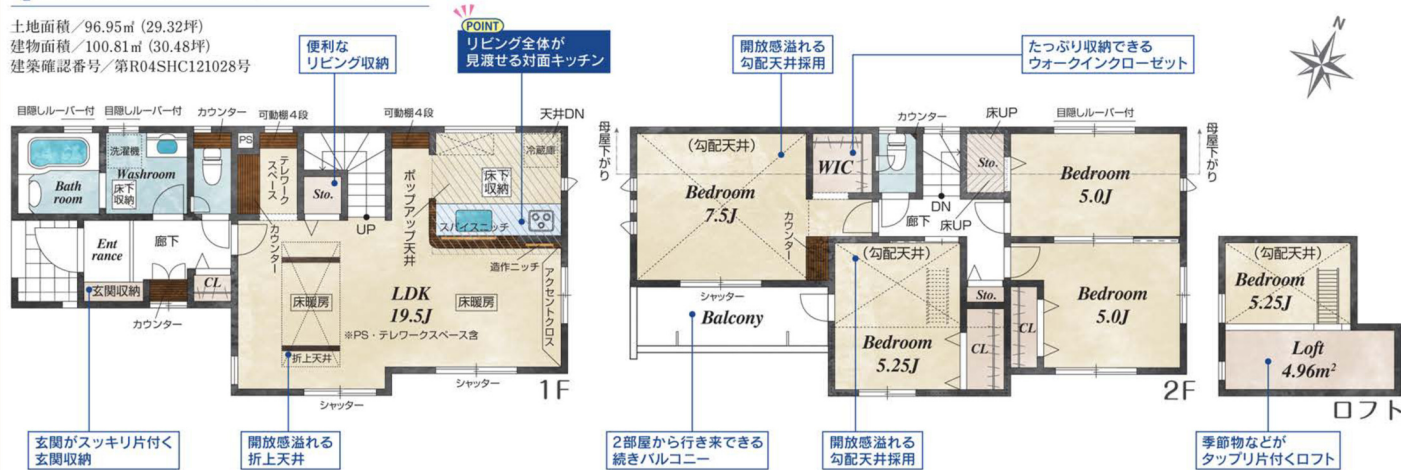 土地面積／96.95㎡ (29.32坪)
建物面積／100.81㎡ (30.48坪)
建築確認番号／第R04SHC121028号
便利な
リビング収納
POINT
リビング全体が
見渡せる対面キッチン
開放感溢れる
勾配天井採用
たっぷり収納できる
ウォークインクローゼット
N
目隠しルーバー付
目隠しルーバー付
カウンター
可動棚4段
可動棚4段
天井DN
洗濯機
Washroom
床下
収納
Bath
room
PS
テレワーク
スペース
Sto.
UP
ポップアップ天井
冷蔵庫
床下
収納
スパイスニッチ
造作ニッチ
Ent
rance
廊下
玄関収納
CL
カウンター
カウンター
床暖房
LDK
19.5J
床暖房
※PS・テレワークスペース含
アクセントクロス
折上天井
シャッター
シャッター
1F
玄関がスッキリ片付く
玄関収納
開放感溢れる
折上天井
母屋下がり
(勾配天井)
Bedroom
7.5J
WIC
カウンター
床UP
Sto.
目隠しルーバー付
母屋下がり
Bedroom
5.0J
DN
廊下
床UP
カウンター
(勾配天井)
Bedroom
5.25J
Sto.
CL
CL
Bedroom
5.0J
シャッター
Balcony
2F
(勾配天井)
Bedroom
5.25J
Loft
4.96m²
ロフト
2部屋から行き来できる
続きバルコニー
開放感溢れる
勾配天井採用
季節物などが
タップリ片付くロフト